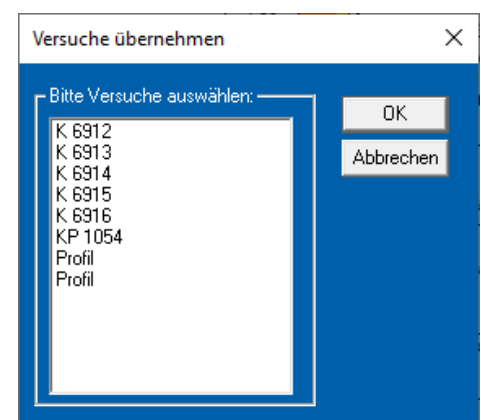 Versuche übernehmen
Bitte Versuche auswählen:
K 6912
K 6913
K 6914
K 6915
K 6916
KP 1054
Profil
Profil
OK
Abbrechen